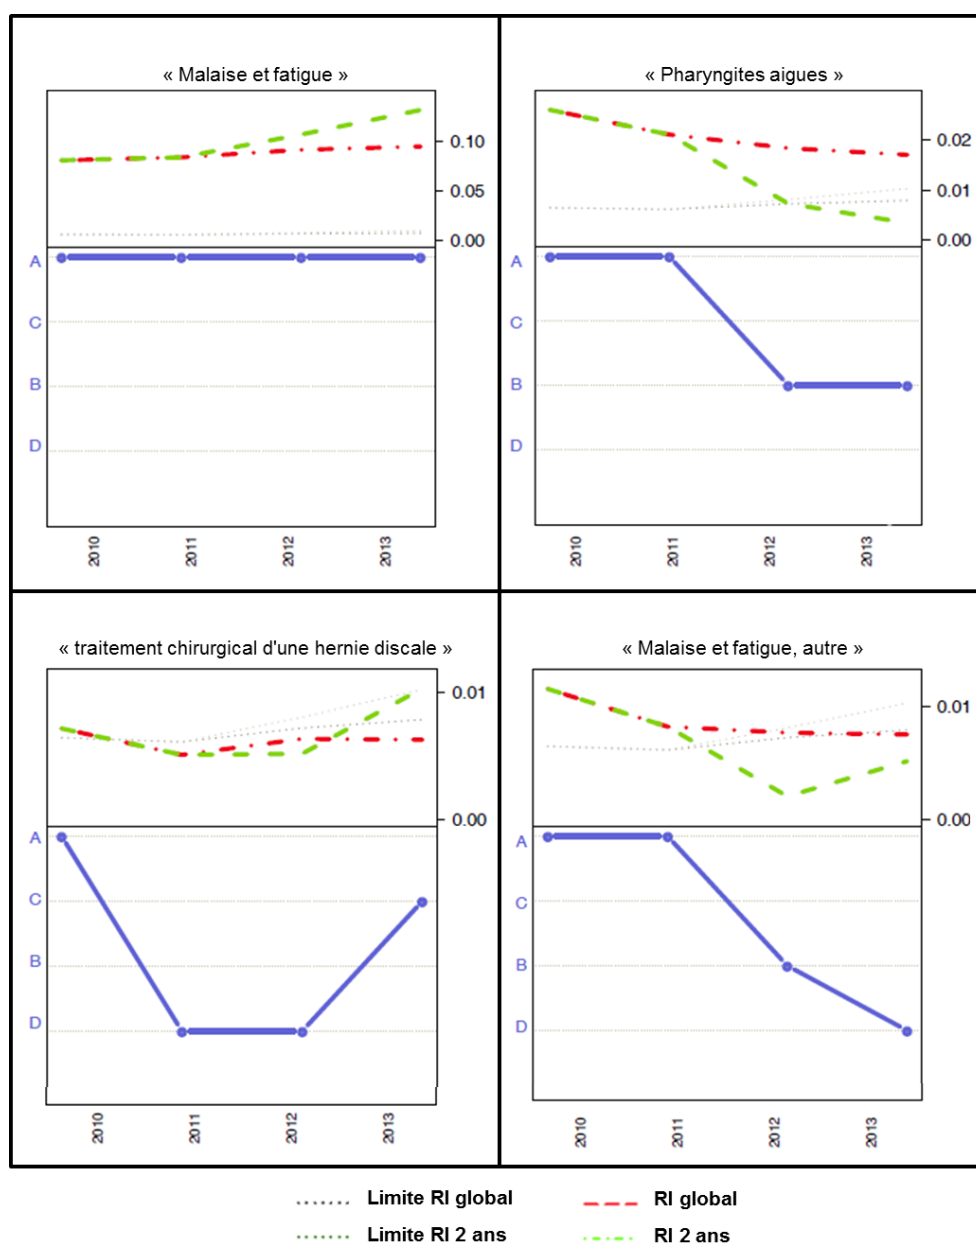 « Malaise et fatigue »
0.10
0.05
0.00
A
C
B
D
2010
2011
2012
2013
« Pharyngites aigues »
0.02
0.01
0.00
A
C
B
D
2010
2011
2012
2013
« traitement chirurgical d'une hernie discale »
0.01
0.00
A
C
B
D
2010
2011
2012
2013
« Malaise et fatigue, autre »
0.01
0.00
A
C
B
D
2010
2011
2012
2013
Limite RI global
RI global
Limite RI 2 ans
RI 2 ans